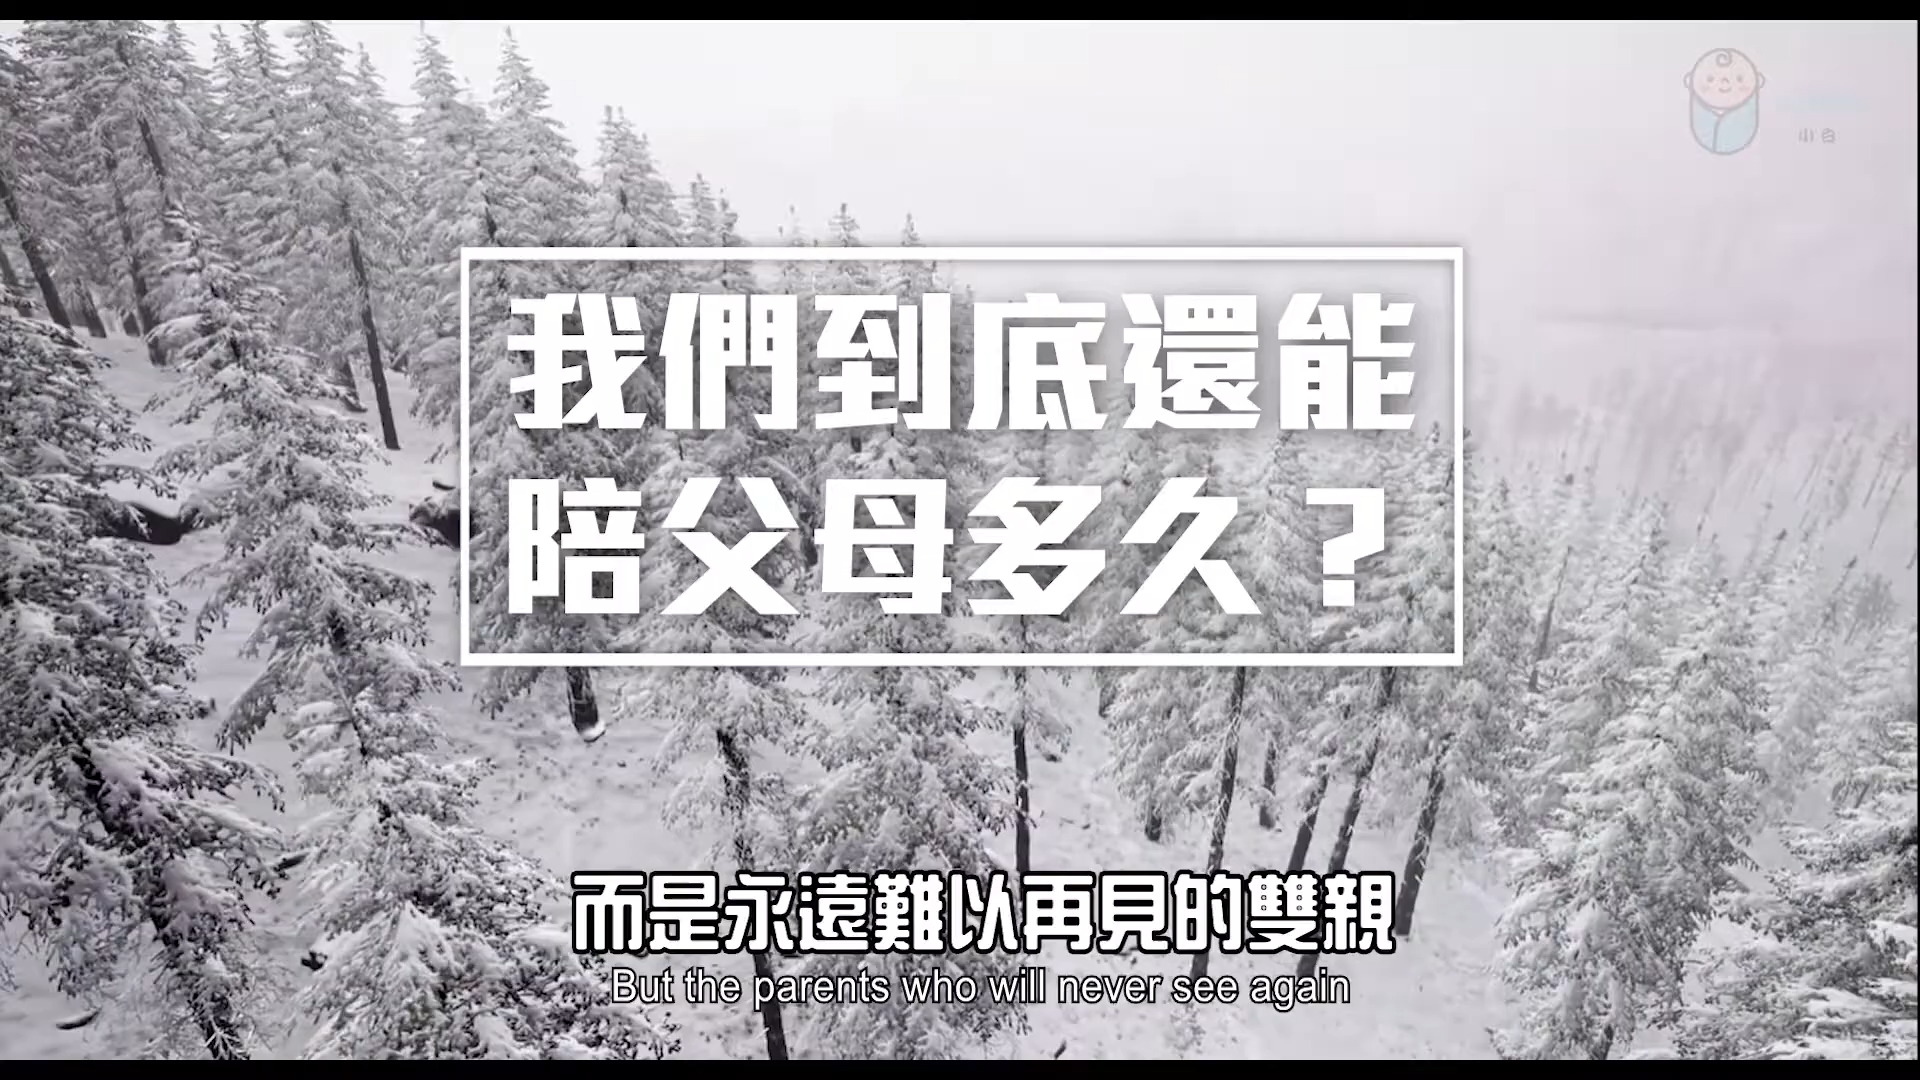 小白
我們到底還能
陪父母多久？
而是永遠難以再見的雙親
But the parents who will never see again